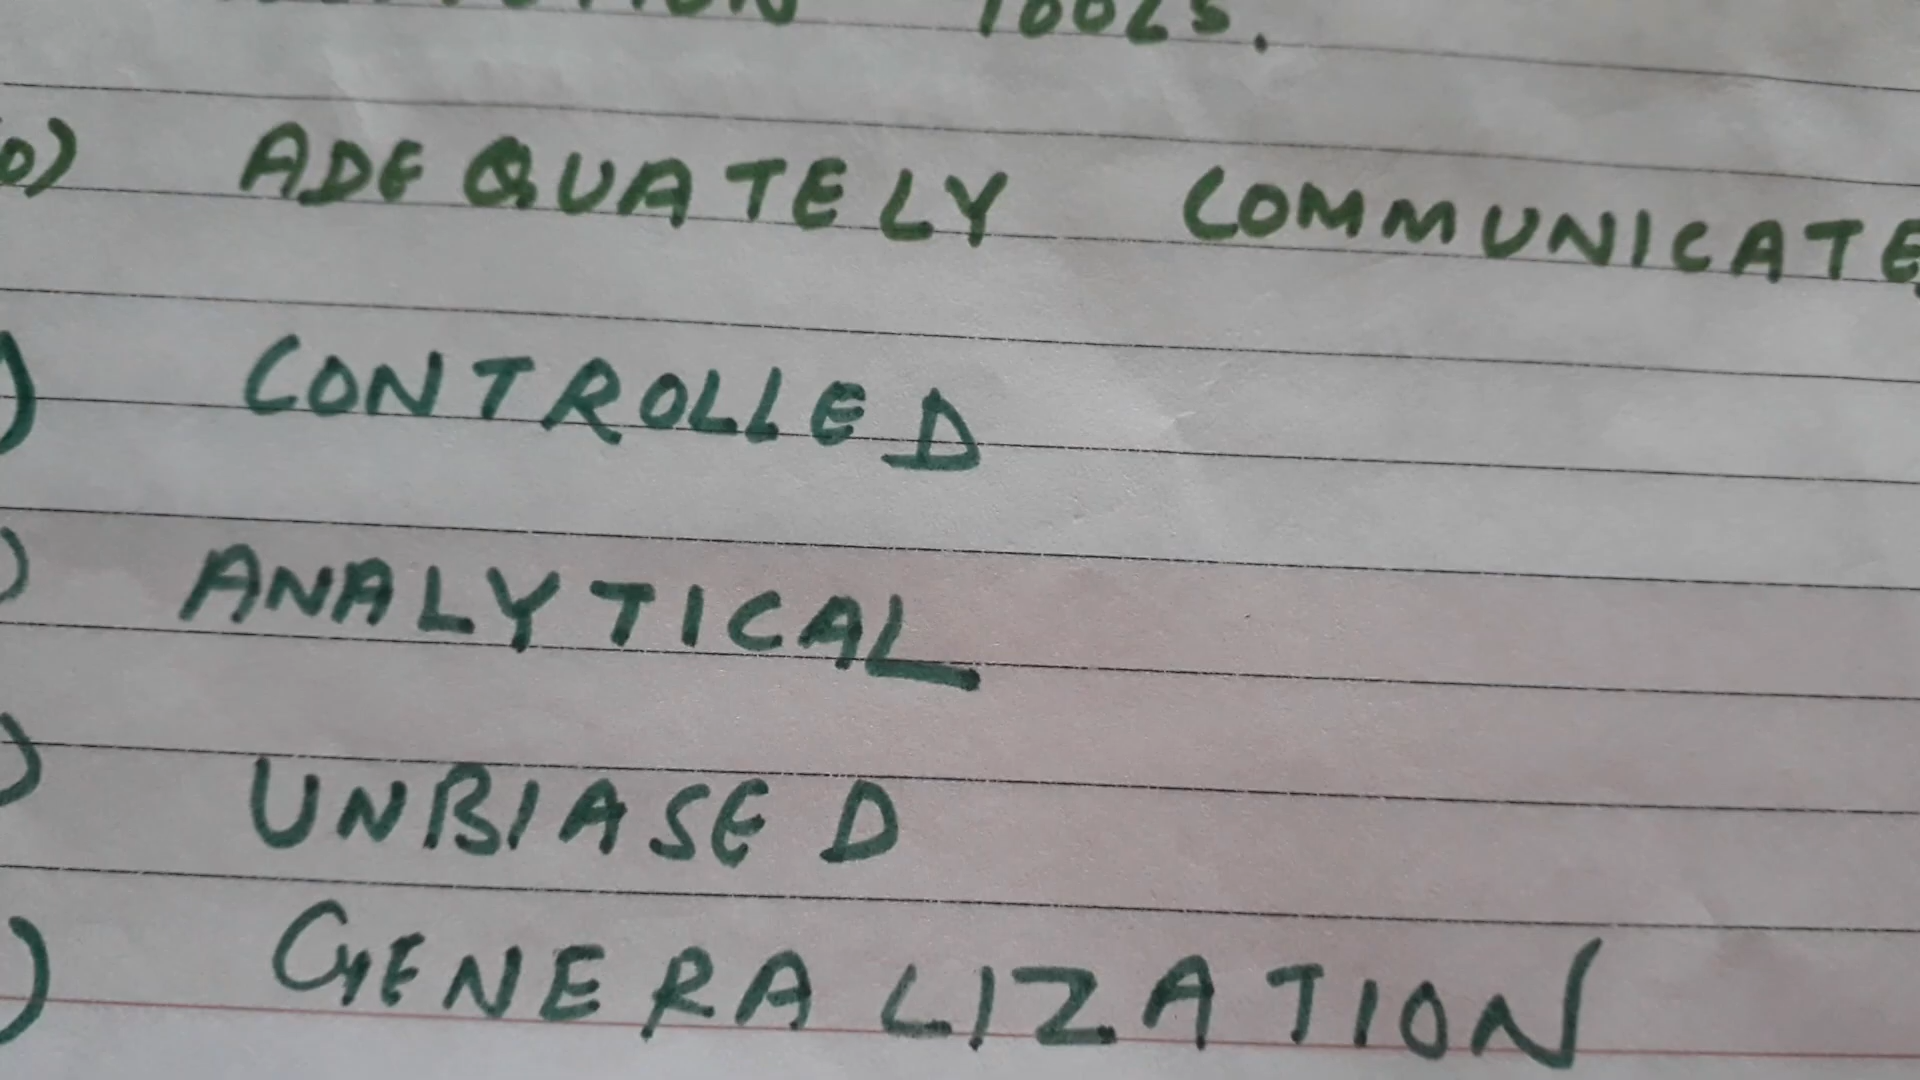 TOOLS.
ADEQUATELY COMMUNICATE
) CONTROLLED
) ANALYTICAL
) UNBIASED
) GENERALIZATION